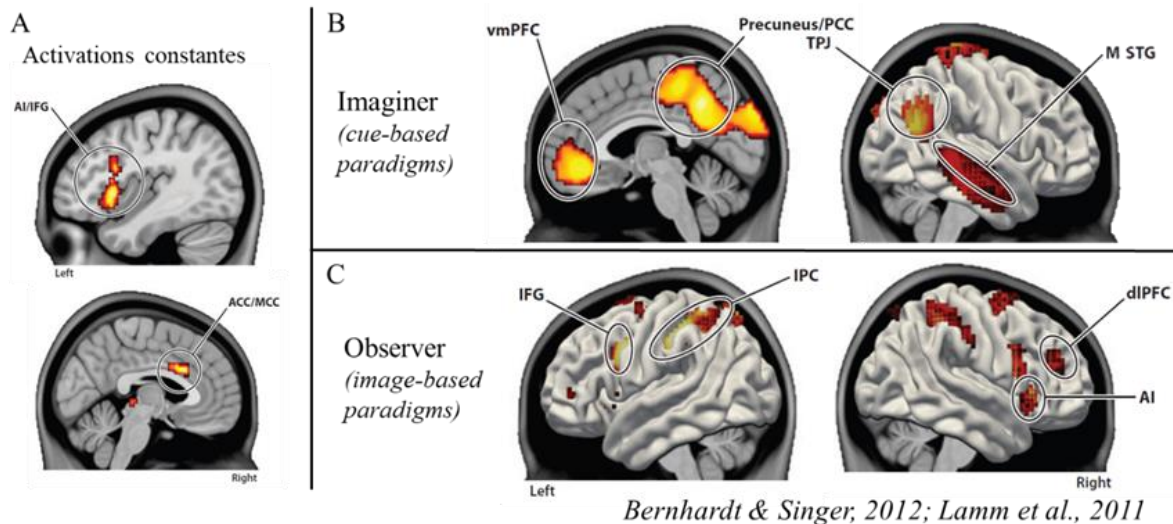 A
Activations constantes
AI/IFG
Left
ACC/MCC
Right
B
Imaginer
(cue-based
paradigms)
vmPFC
Precuneus/PCC
TPJ
M STG
C
Observer
(image-based
paradigms)
IFG
IPC
Left
dlPFC
AI
Right
Bernhardt & Singer, 2012; Lamm et al., 2011